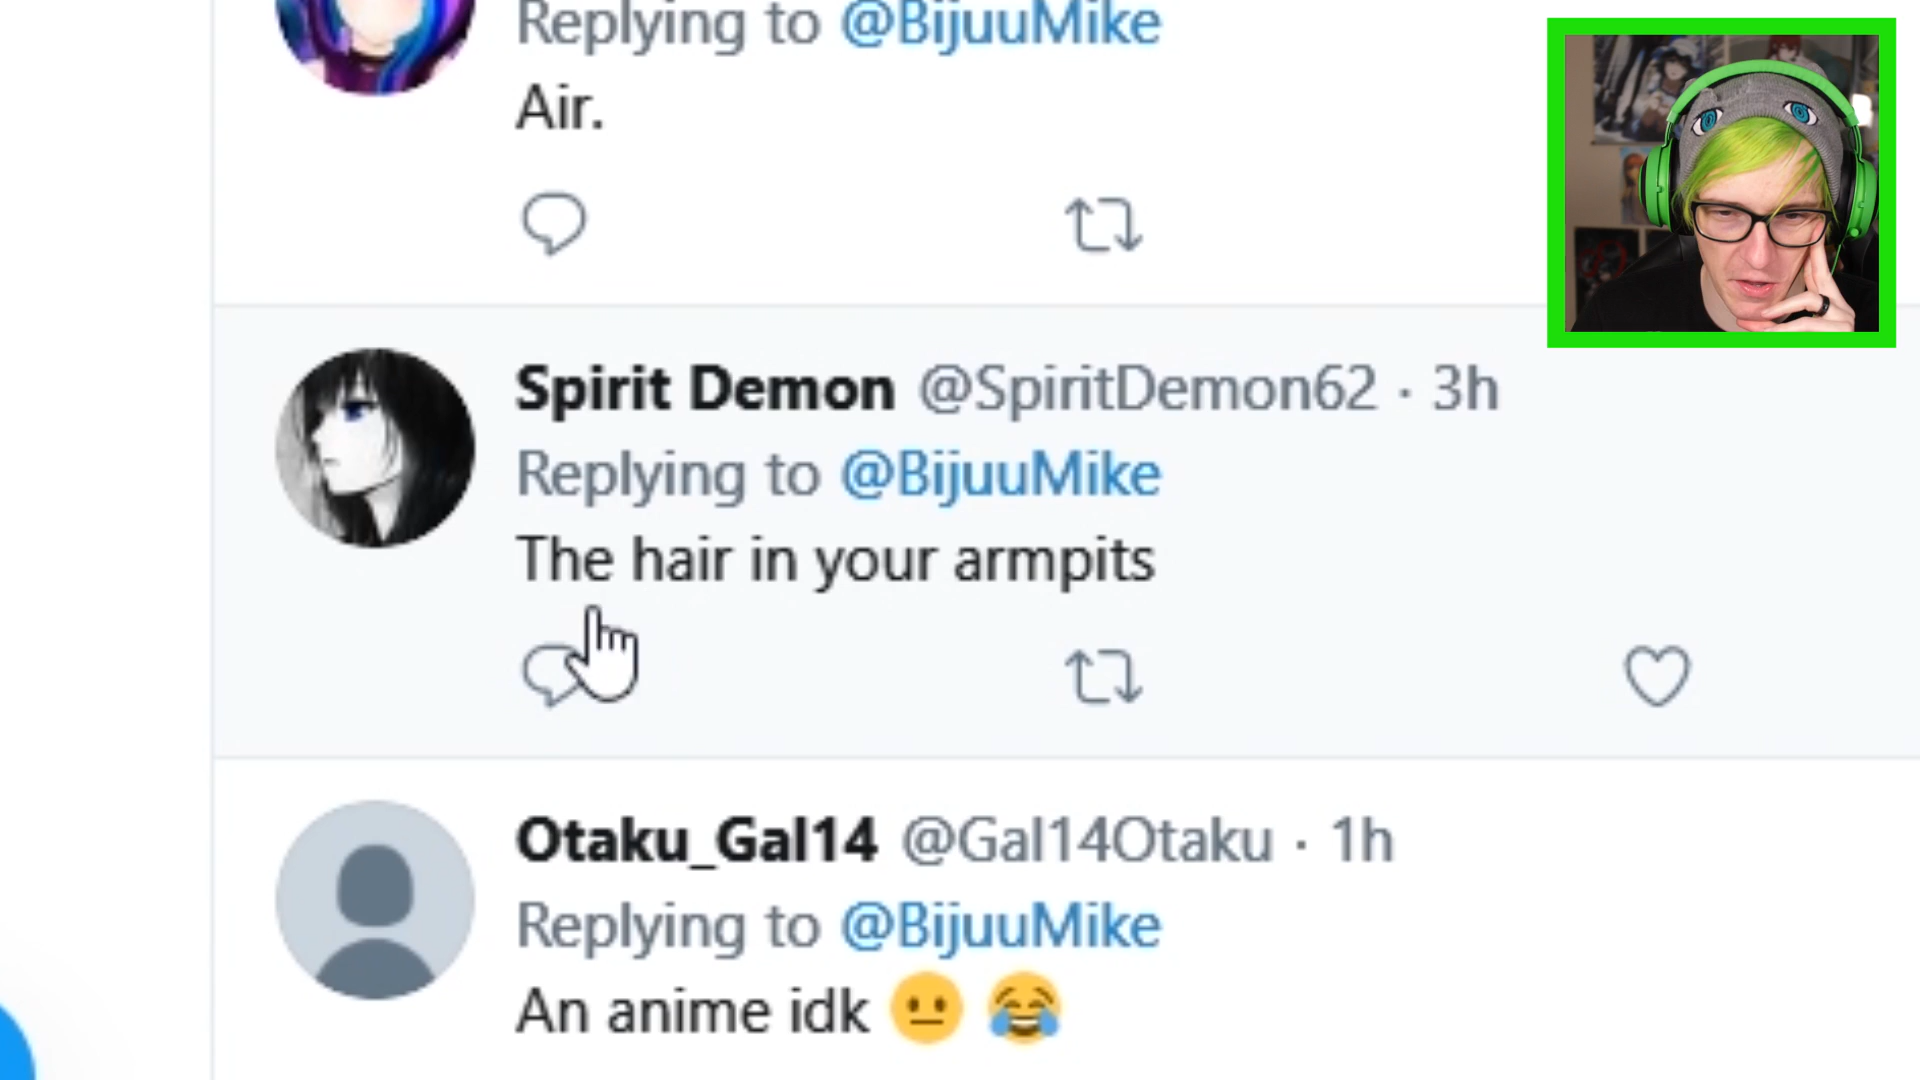 Replying to @BijuuMike
Air.
Spirit Demon @SpiritDemon62 · 3h
Replying to @BijuuMike
The hair in your armpits
Otaku_Gal14 @Gal14Otaku · 1h
Replying to @BijuuMike
An anime idk 😐 😂